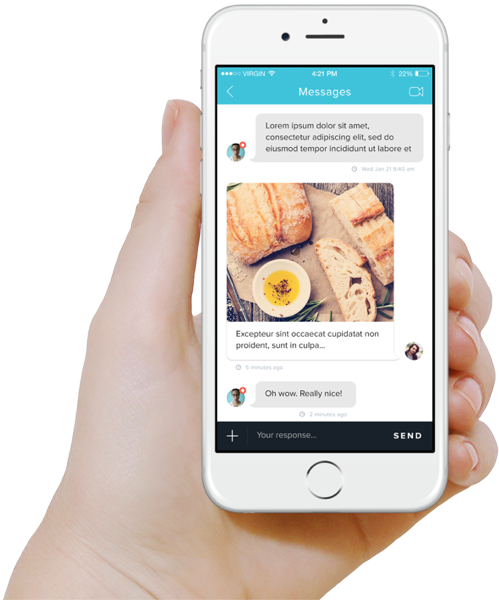 VIRGIN 4:21 PM 22%
Messages
Lorem ipsum dolor sit amet,
consectetur adipiscing elit, sed do
eiusmod tempor incididunt ut labore et
Wed Jan 21 9:40 am
Excepteur sint occaecat cupidatat non
proident, sunt in culpa...
5 minutes ago
Oh wow. Really nice!
2 minutes ago
+ Your response... SEND